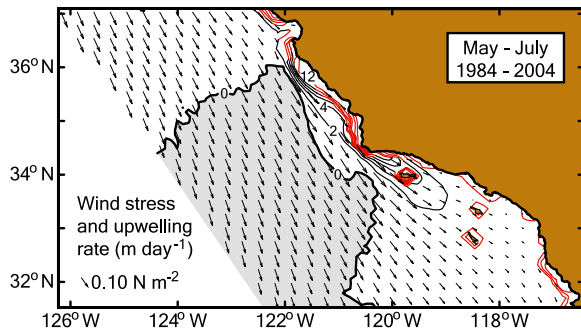 May - July
1984 - 2004
36°N
12
0
4
2
34°N
0
Wind stress
and upwelling
rate (m day⁻¹)
0.10 N m⁻²
32°N
126°W 124°W 122°W 120°W 118°W